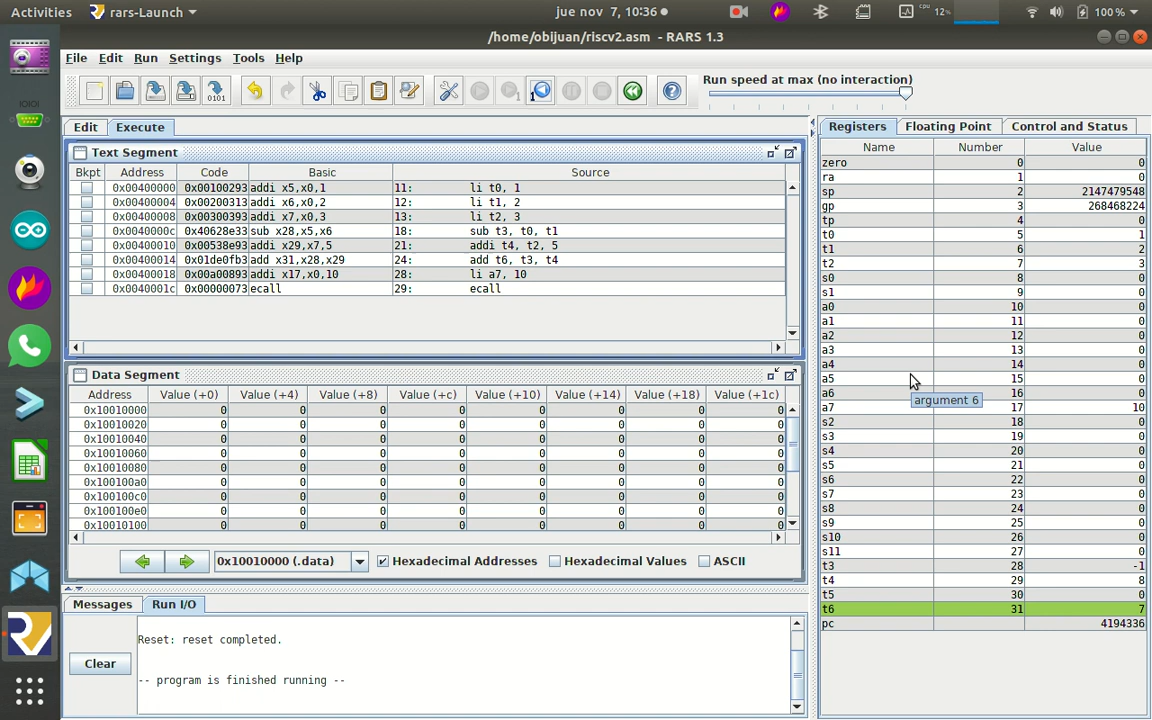 Activities rars-Launch jue nov 7, 10:36 cpu 12% 100%
/home/obijuan/riscv2.asm - RARS 1.3
File Edit Run Settings Tools Help
Run speed at max (no interaction)
Edit Execute
Text Segment
Bkpt Address Code Basic Source
0x00400000 0x00100293 addi x5,x0,1 11: li t0, 1
0x00400004 0x00200313 addi x6,x0,2 12: li t1, 2
0x00400008 0x00300393 addi x7,x0,3 13: li t2, 3
0x0040000c 0x40628e33 sub x28,x5,x6 18: sub t3, t0, t1
0x00400010 0x00538e93 addi x29,x7,5 21: addi t4, t2, 5
0x00400014 0x01de0fb3 add x31,x28,x29 24: add t6, t3, t4
0x00400018 0x00a00893 addi x17,x0,10 28: li a7, 10
0x0040001c 0x00000073 ecall 29: ecall
Data Segment
Address Value (+0) Value (+4) Value (+8) Value (+c) Value (+10) Value (+14) Value (+18) Value (+1c)
0x10010000 0 0 0 0 0 0 0 0
0x10010020 0 0 0 0 0 0 0 0
0x10010040 0 0 0 0 0 0 0 0
0x10010060 0 0 0 0 0 0 0 0
0x10010080 0 0 0 0 0 0 0 0
0x100100a0 0 0 0 0 0 0 0 0
0x100100c0 0 0 0 0 0 0 0 0
0x100100e0 0 0 0 0 0 0 0 0
0x10010100 0 0 0 0 0 0 0 0
0x10010000 (.data) Hexadecimal Addresses Hexadecimal Values ASCII
Messages Run I/O
Reset: reset completed.
Clear
-- program is finished running --
Registers Floating Point Control and Status
Name Number Value
zero 0 0
ra 1 0
sp 2 2147479548
gp 3 268468224
tp 4 0
t0 5 1
t1 6 2
t2 7 3
s0 8 0
s1 9 0
a0 10 0
a1 11 0
a2 12 0
a3 13 0
a4 14 0
a5 15 0
a6 16 0
argument 6
a7 17 10
s2 18 0
s3 19 0
s4 20 0
s5 21 0
s6 22 0
s7 23 0
s8 24 0
s9 25 0
s10 26 0
s11 27 0
t3 28 -1
t4 29 8
t5 30 0
t6 31 7
pc 4194336